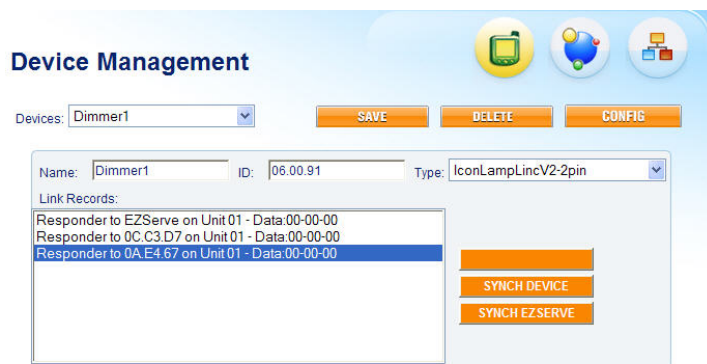 Device Management
Devices: Dimmer1 SAVE DELETE CONFIG
Name: Dimmer1 ID: 06.00.91 Type: IconLampLincV2-2pin
Link Records:
Responder to EZServe on Unit 01 - Data:00-00-00
Responder to 0C.C3.D7 on Unit 01 - Data:00-00-00
Responder to 0A.E4.67 on Unit 01 - Data:00-00-00
SYNCH DEVICE
SYNCH EZSERVE